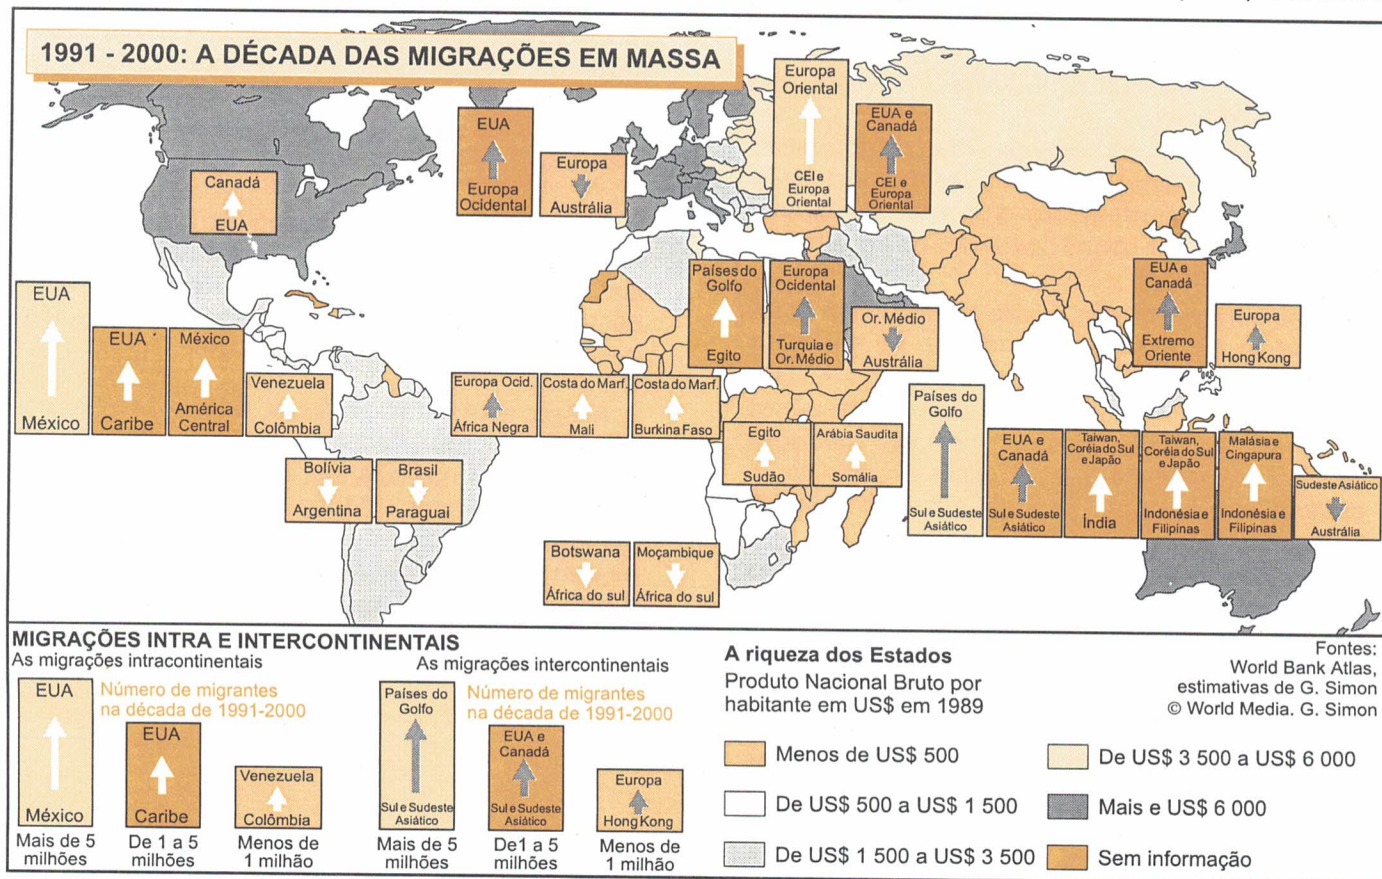 1991 - 2000: A DÉCADA DAS MIGRAÇÕES EM MASSA
EUA
Europa
Ocidental
Europa
Austrália
Europa
Oriental
CEI e
Europa
Oriental
EUA e
Canadá
CEI e
Europa
Oriental
Canadá
EUA
EUA
México
EUA
Caribe
México
América
Central
Venezuela
Colômbia
Bolívia
Argentina
Brasil
Paraguai
Países do
Golfo
Egito
Europa
Ocidental
Turquia e
Or. Médio
Or. Médio
Austrália
EUA e
Canadá
Extremo
Oriente
Europa
Hong Kong
Europa Ocid.
África Negra
Costa do Marf.
Mali
Costa do Marf.
Burkina Faso
Egito
Sudão
Arábia Saudita
Somália
Botswana
África do sul
Moçambique
África do sul
Países do
Golfo
Sul e Sudeste
Asiático
EUA e
Canadá
Sul e Sudeste
Asiático
Taiwan,
Coréia do Sul
e Japão
Índia
Taiwan,
Coréia do Sul
e Japão
Indonésia e
Filipinas
Malásia e
Cingapura
Indonésia e
Filipinas
Sudeste Asiático
Austrália
MIGRAÇÕES INTRA E INTERCONTINENTAIS
As migrações intracontinentais
EUA
México
Mais de 5
milhões
Número de migrantes
na década de 1991-2000
EUA
Caribe
De 1 a 5
milhões
Venezuela
Colômbia
Menos de
1 milhão
As migrações intercontinentais
Países do
Golfo
Sul e Sudeste
Asiático
Mais de 5
milhões
Número de migrantes
na década de 1991-2000
EUA e
Canadá
Sul e Sudeste
Asiático
De1 a 5
milhões
Europa
Hong Kong
Menos de
1 milhão
A riqueza dos Estados
Produto Nacional Bruto por
habitante em US$ em 1989
Menos de US$ 500
De US$ 500 a US$ 1 500
De US$ 1 500 a US$ 3 500
De US$ 3 500 a US$ 6 000
Mais e US$ 6 000
Sem informação
Fontes:
World Bank Atlas,
estimativas de G. Simon
© World Media. G. Simon